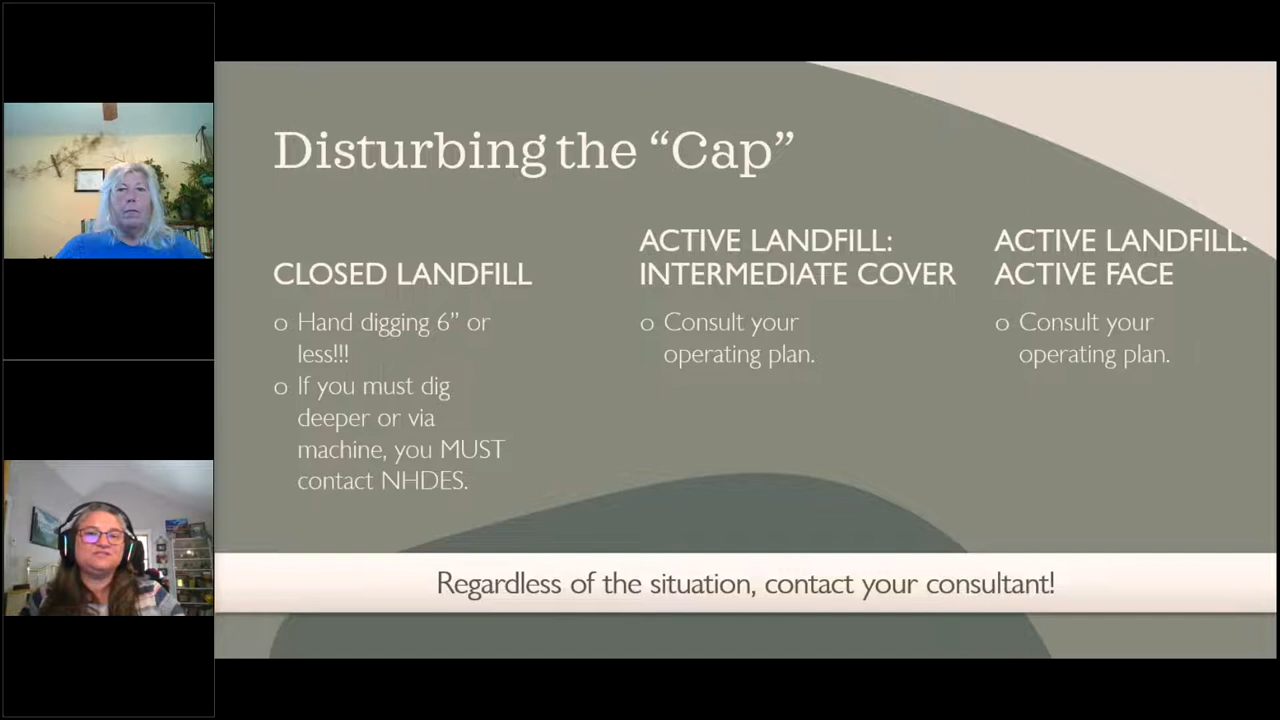 Disturbing the “Cap”
CLOSED LANDFILL
o Hand digging 6” or
less!!!
o If you must dig
deeper or via
machine, you MUST
contact NHDES.
ACTIVE LANDFILL:
INTERMEDIATE COVER
o Consult your
operating plan.
ACTIVE LANDFILL:
ACTIVE FACE
o Consult your
operating plan.
Regardless of the situation, contact your consultant!